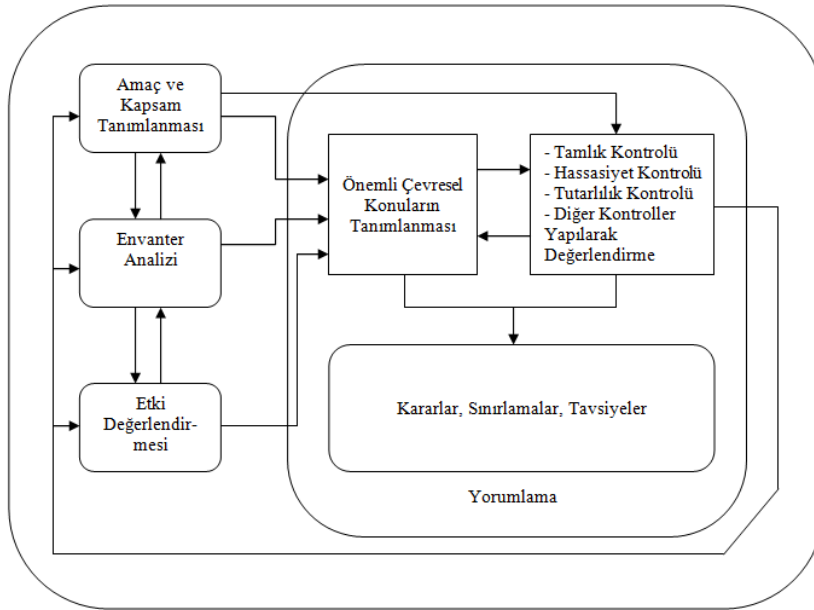 Amaç ve
Kapsam
Tanımlanması
Envanter
Analizi
Etki
Değerlendir-
mesi
Önemli Çevresel
Konuların
Tanımlanması
- Tamlık Kontrolü
- Hassasiyet Kontrolü
- Tutarlılık Kontrolü
- Diğer Kontroller
Yapılarak
Değerlendirme
Kararlar, Sınırlamalar, Tavsiyeler
Yorumlama